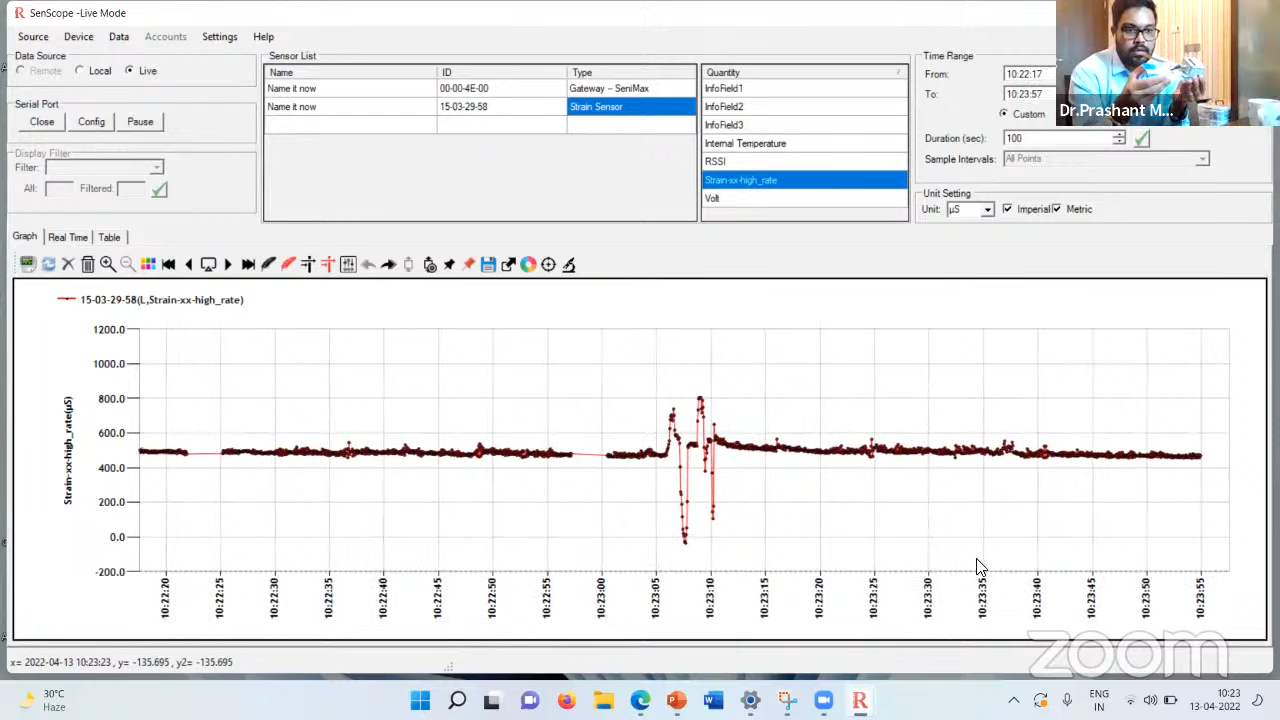 SenScope -Live Mode
Source Device Data Accounts Settings Help
Data Source
Remote Local Live
Serial Port
Close Config Pause
Display Filter
Filter:
All: Filtered:
Sensor List
Name ID Type
Name it now 00-00-4E-00 Gateway -- SeniMax
Name it now 15-03-29-58 Strain Sensor
Quantity
InfoField1
InfoField2
InfoField3
Internal Temperature
RSSI
Strain-xx-high_rate
Volt
Time Range
From: 10:22:17
To: 10:23:57
Custom
Duration (sec): 100
Sample Intervals: All Points
Unit Setting
Unit: µS Imperial Metric
Dr.Prashant M...
Graph Real Time Table
15-03-29-58(L,Strain-xx-high_rate)
Strain-xx-high_rate(µS)
1200.0
1000.0
800.0
600.0
400.0
200.0
0.0
-200.0
10:22:20 10:22:25 10:22:30 10:22:35 10:22:40 10:22:45 10:22:50 10:22:55 10:23:00 10:23:05 10:23:10 10:23:15 10:23:20 10:23:25 10:23:30 10:23:35 10:23:40 10:23:45 10:23:50 10:23:55
zoom
x= 2022-04-13 10:23:23 , y= -135.695, y2= -135.695
30°C
Haze
ENG
IN
10:23
13-04-2022